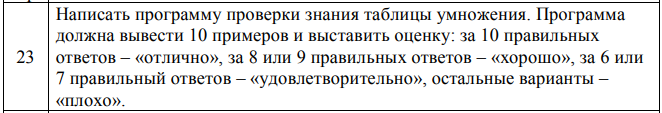 Написать программу проверки знания таблицы умножения. Программа
должна вывести 10 примеров и выставить оценку: за 10 правильных
23 ответов – «отлично», за 8 или 9 правильных ответов – «хорошо», за 6 или
7 правильный ответов – «удовлетворительно», остальные варианты –
«плохо».